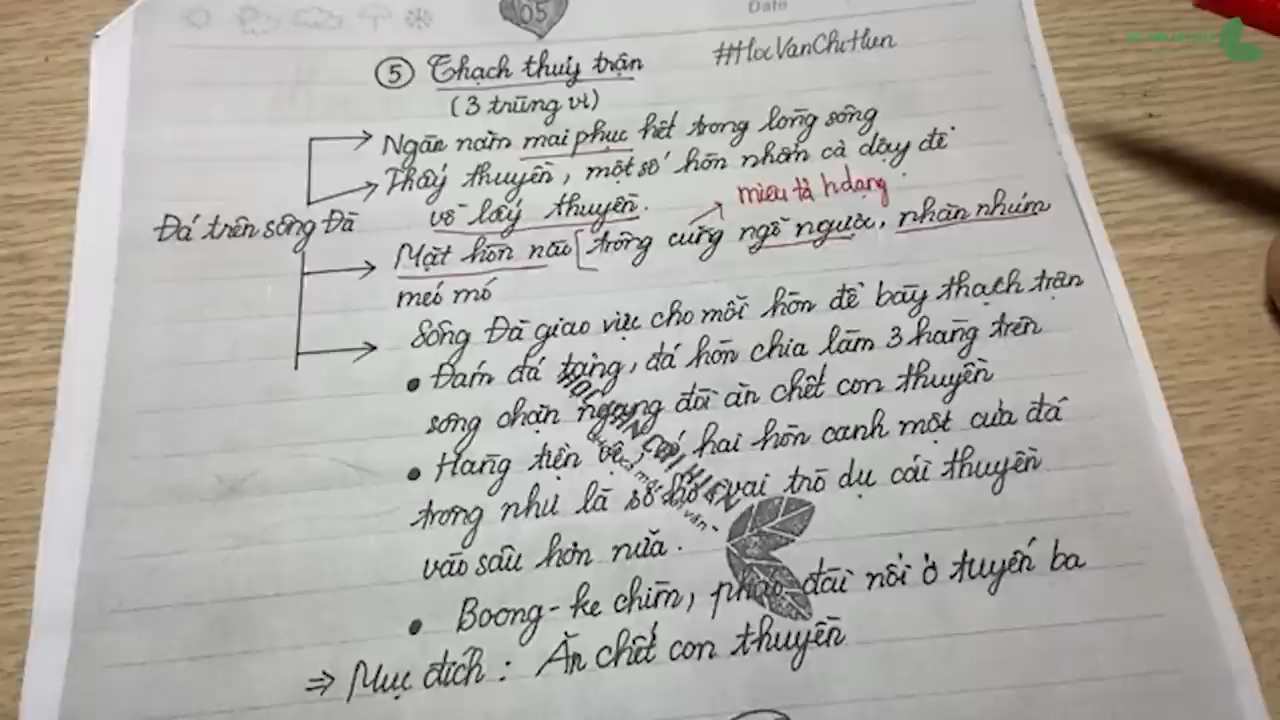 05
Date
#HocVanChiHien
⑤ Thạch thuỷ trận
(3 trùng vi)
Ngàn năm mai phục hết trong lòng sông
Thấy thuyền, một số hòn nhổm cả dậy để
vồ lấy thuyền.
miêu tả h.dạng
Đá trên sông Đà
Mặt hòn nào trông cũng ngỗ ngược, nhăn nhúm
méo mó
Sông Đà giao việc cho mỗi hòn để bày thạch trận
• Đám đá tảng, đá hòn chia làm 3 hàng trên
sông chặn ngang đòi ăn chết con thuyền
• Hàng tiền vệ, có hai hòn canh một cửa đá
trông như là sơ hở vai trò dụ cái thuyền
vào sâu hơn nữa.
HỌC VĂN CHỊ HIÊN
• Boong-ke chìm, pháo đài nổi ở tuyến ba
⇒ Mục đích: Ăn chết con thuyền